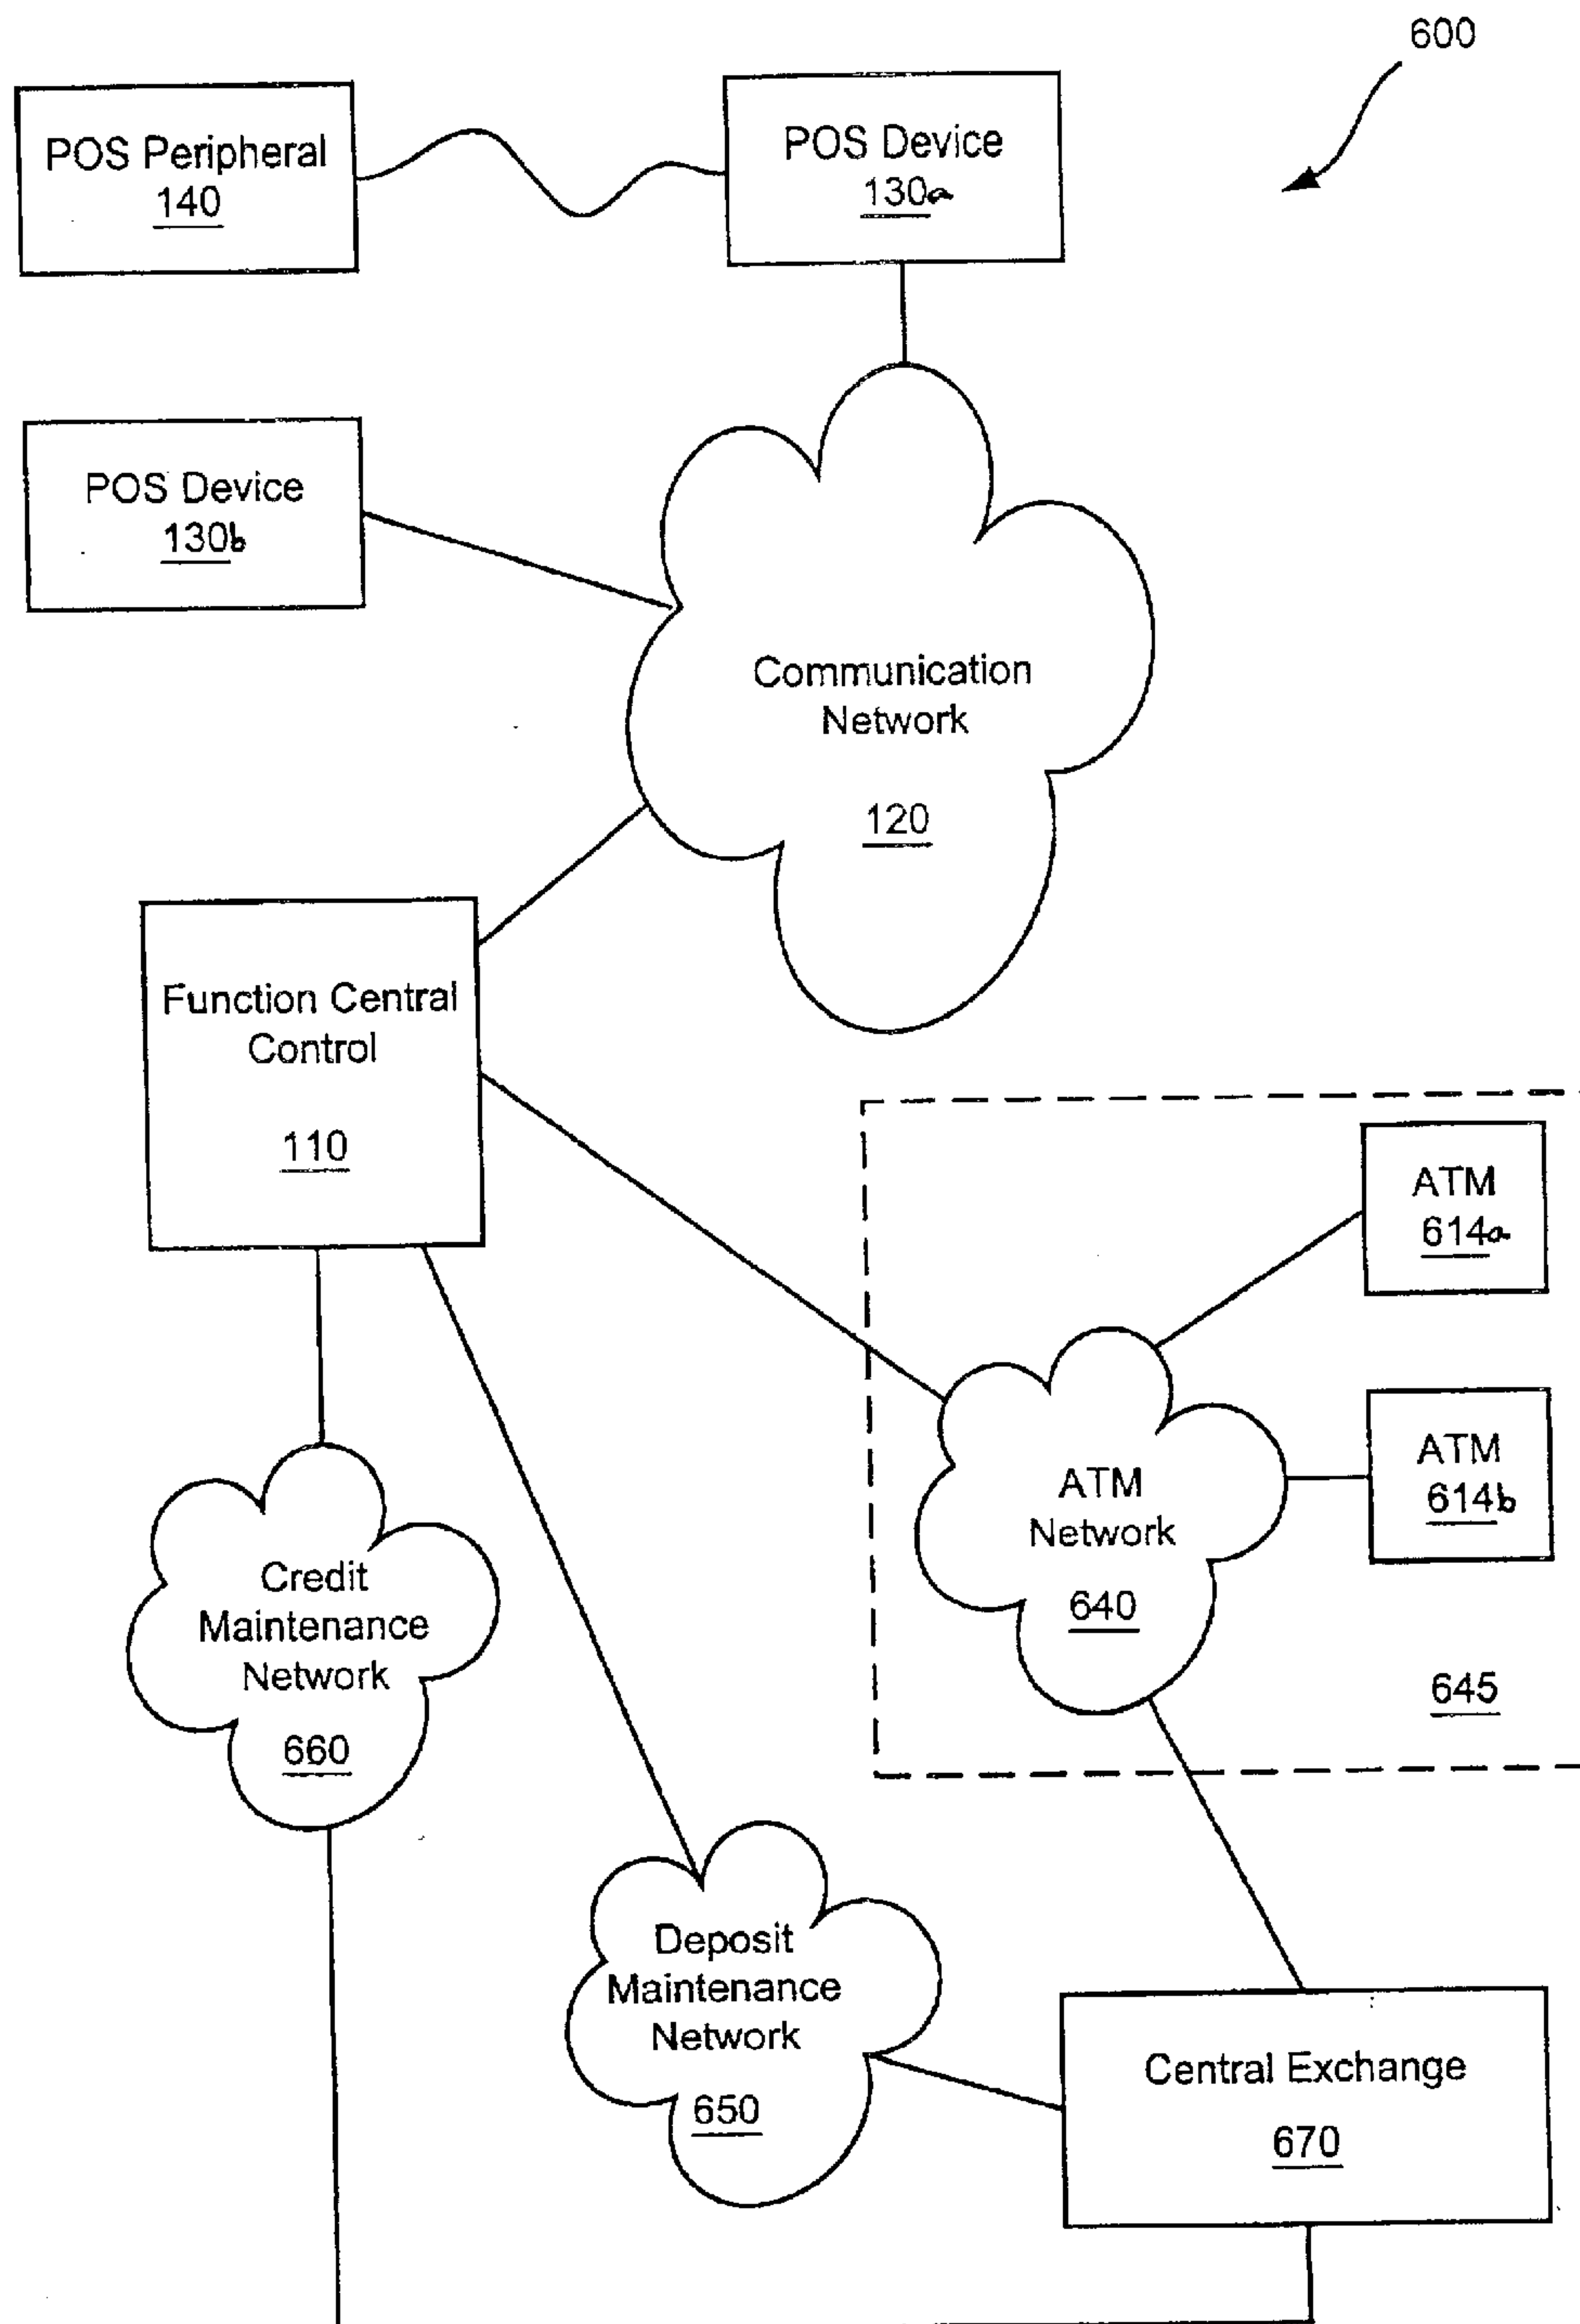 600
POS Peripheral
140
POS Device
130a
POS Device
130b
Communication
Network
120
Function Central
Control
110
ATM
614a
ATM
614b
ATM
Network
640
645
Credit
Maintenance
Network
660
Deposit
Maintenance
Network
650
Central Exchange
670